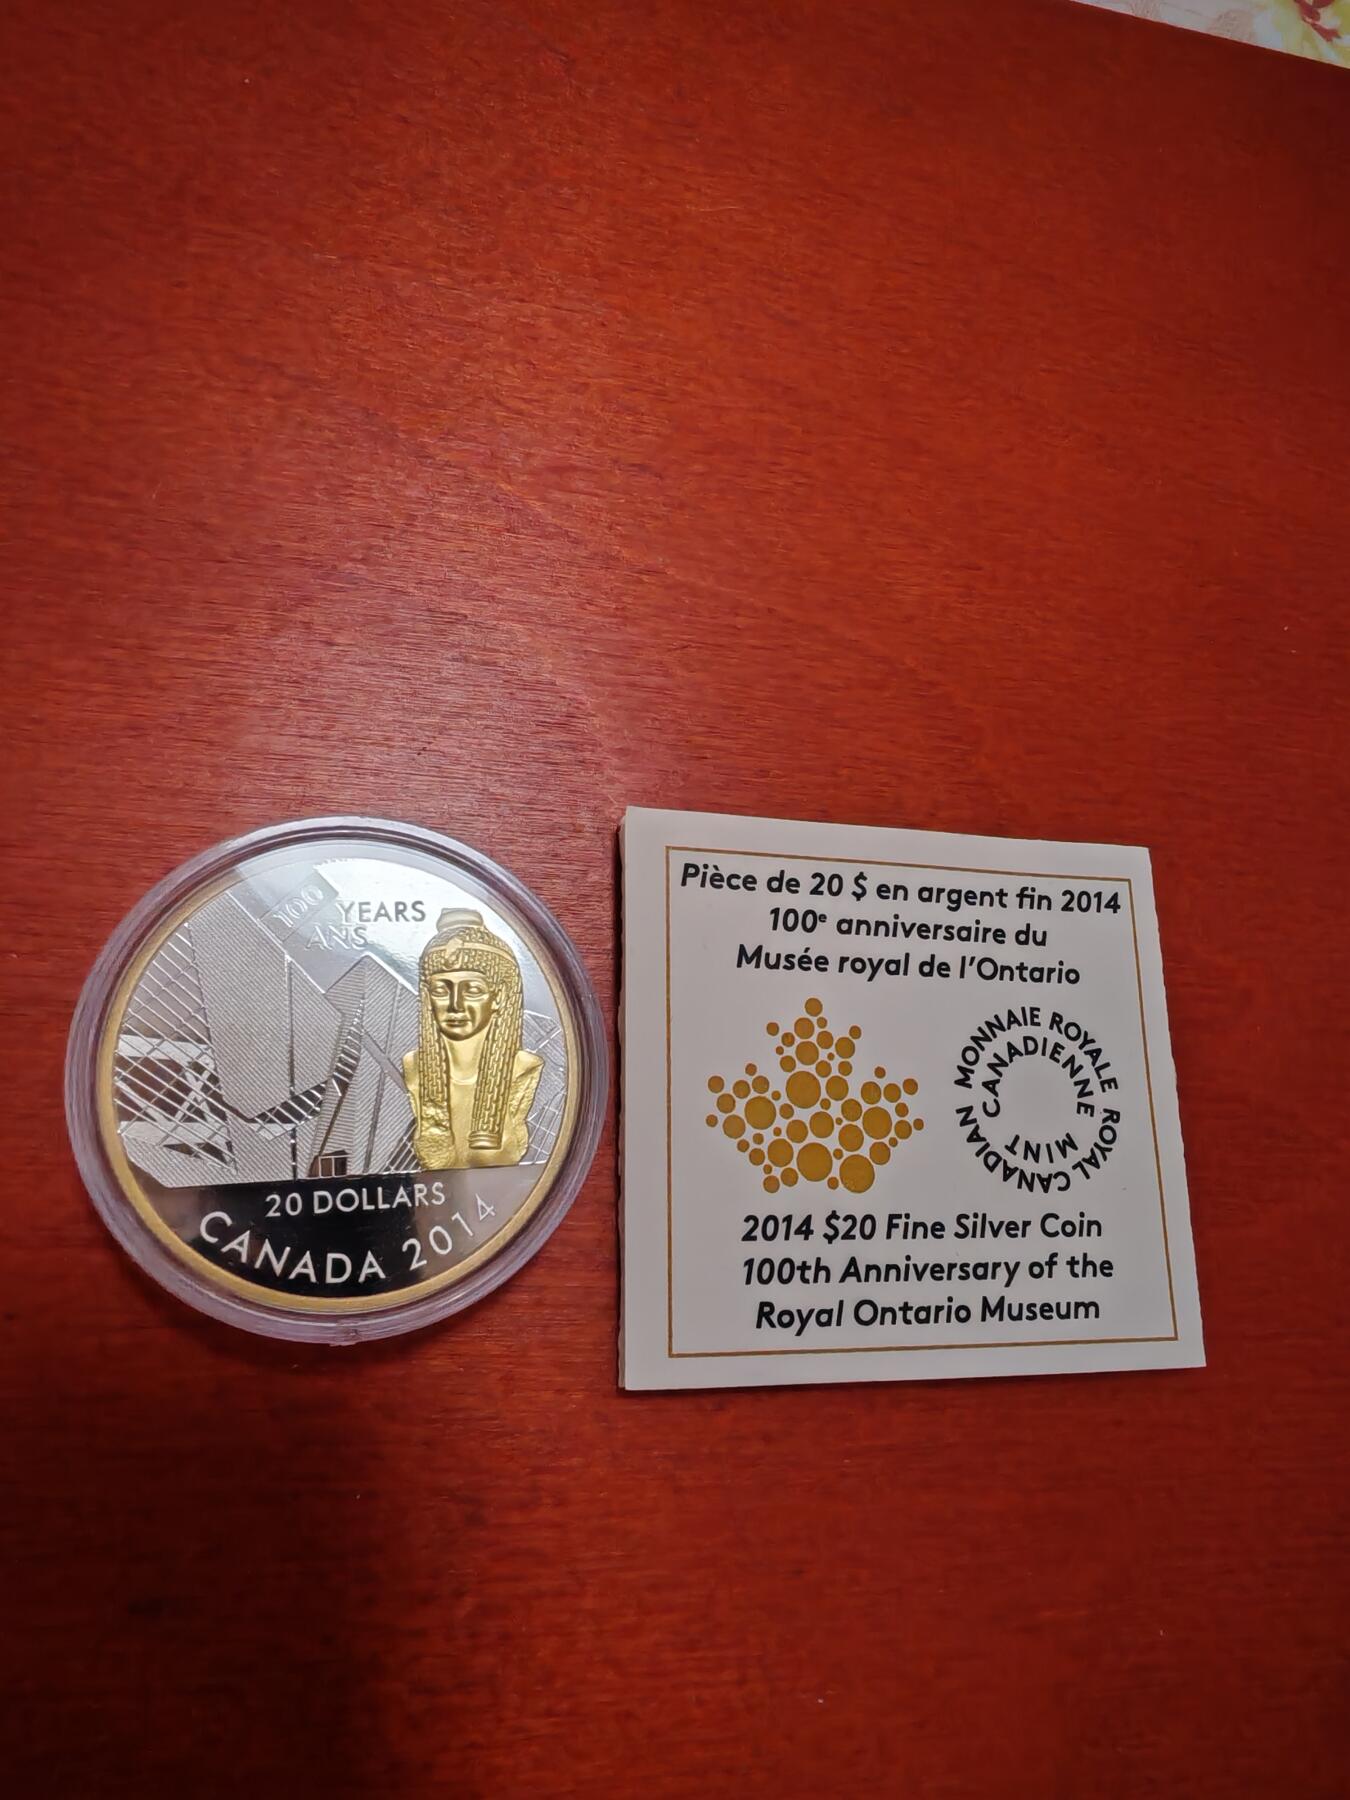 100
YEARS
ANS
20 DOLLARS
CANADA 2014
Pièce de 20 $ en argent fin 2014
100e anniversaire du
Musée royal de l'Ontario
MONNAIE ROYALE CANADIENNE
ROYAL CANADIAN MINT
2014 $20 Fine Silver Coin
100th Anniversary of the
Royal Ontario Museum